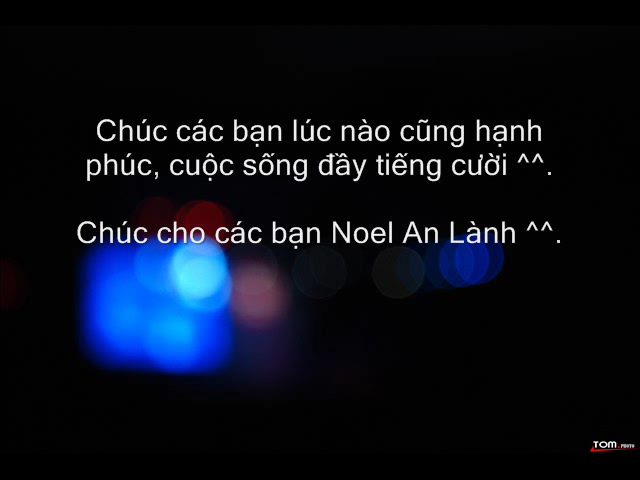 Chúc các bạn lúc nào cũng hạnh
phúc, cuộc sống đầy tiếng cười ^^.
Chúc cho các bạn Noel An Lành ^^.
TOM. PHOTO